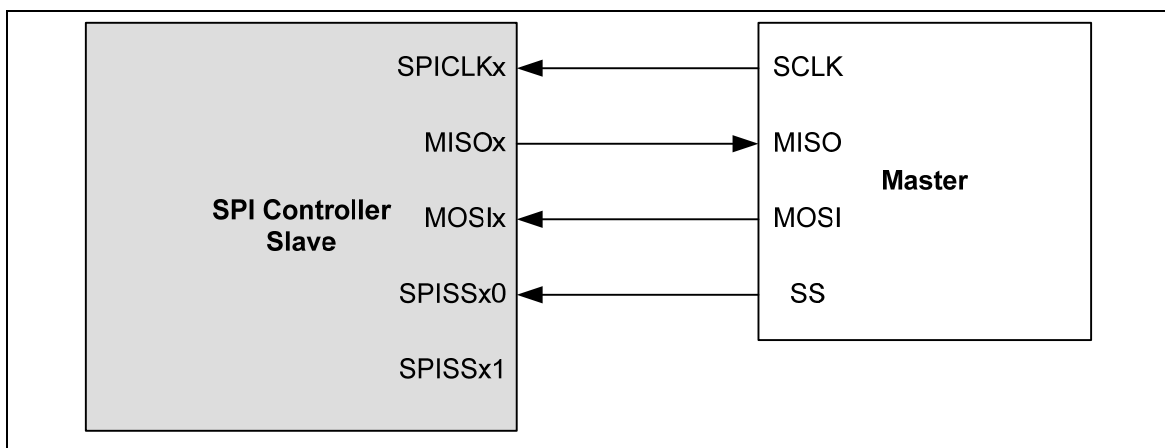 SPI Controller
Slave
SPICLKx
MISOx
MOSIx
SPISSx0
SPISSx1
SCLK
MISO
MOSI
SS
Master